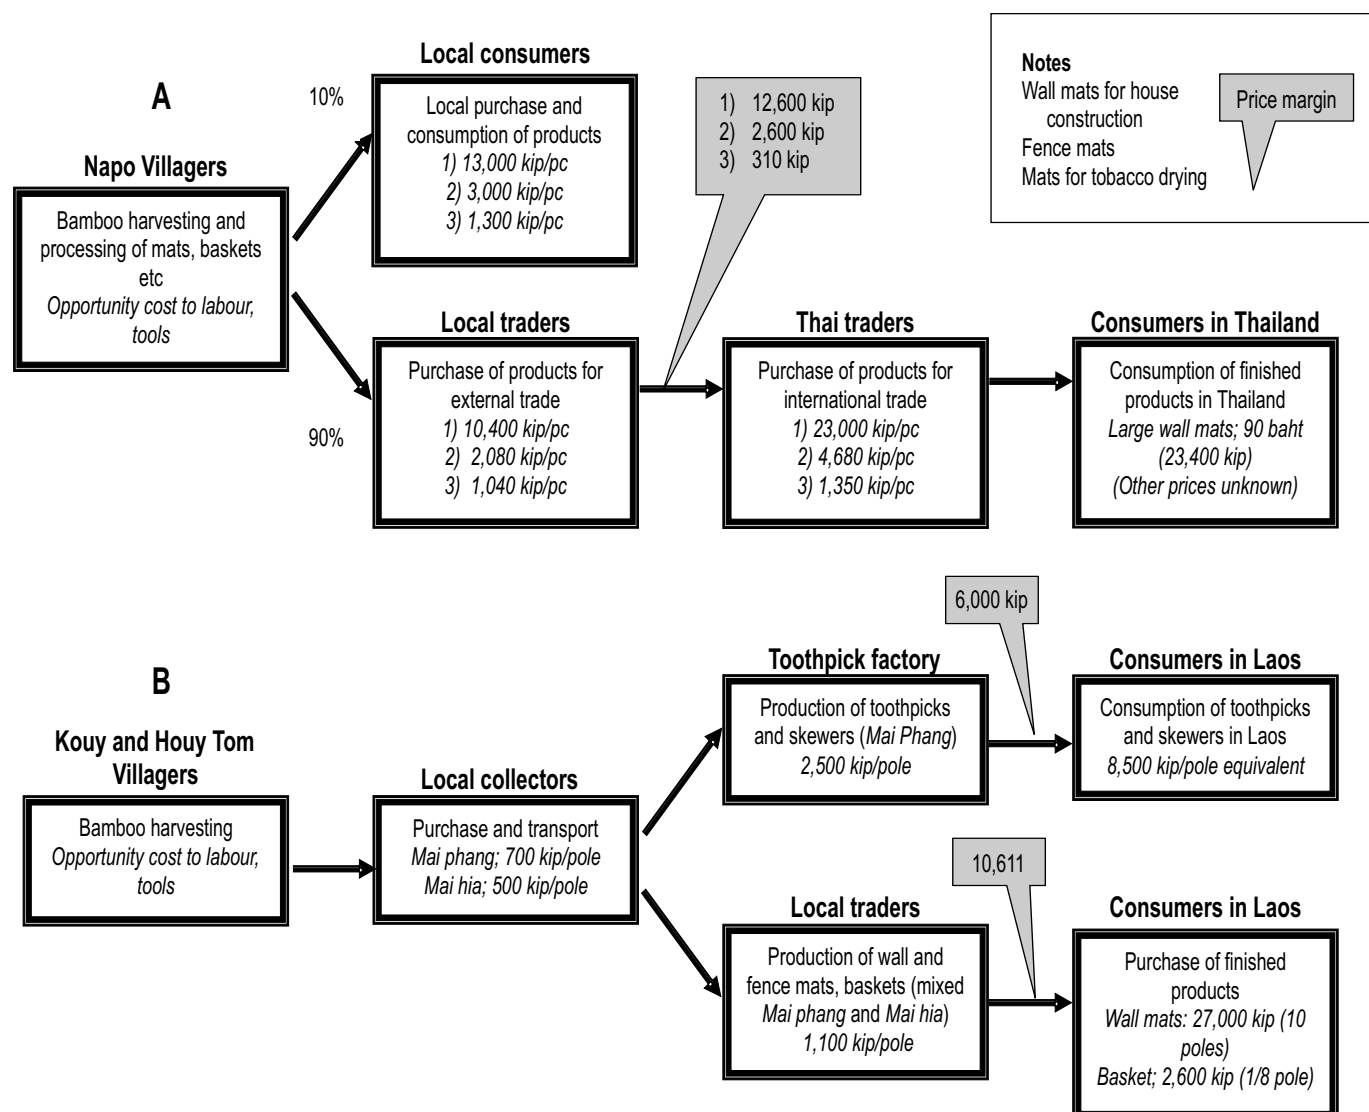 A
Napo Villagers
Bamboo harvesting and
processing of mats, baskets
etc
Opportunity cost to labour,
tools
10%
90%
Local consumers
Local purchase and
consumption of products
1) 13,000 kip/pc
2) 3,000 kip/pc
3) 1,300 kip/pc
Local traders
Purchase of products for
external trade
1) 10,400 kip/pc
2) 2,080 kip/pc
3) 1,040 kip/pc
1) 12,600 kip
2) 2,600 kip
3) 310 kip
Thai traders
Purchase of products for
international trade
1) 23,000 kip/pc
2) 4,680 kip/pc
3) 1,350 kip/pc
Consumers in Thailand
Consumption of finished
products in Thailand
Large wall mats; 90 baht
(23,400 kip)
(Other prices unknown)
Notes
Wall mats for house
construction
Fence mats
Mats for tobacco drying
Price margin
B
Kouy and Houy Tom
Villagers
Bamboo harvesting
Opportunity cost to labour,
tools
Local collectors
Purchase and transport
Mai phang; 700 kip/pole
Mai hia; 500 kip/pole
Toothpick factory
Production of toothpicks
and skewers (Mai Phang)
2,500 kip/pole
6,000 kip
Consumers in Laos
Consumption of toothpicks
and skewers in Laos
8,500 kip/pole equivalent
Local traders
Production of wall and
fence mats, baskets (mixed
Mai phang and Mai hia)
1,100 kip/pole
10,611
Consumers in Laos
Purchase of finished
products
Wall mats: 27,000 kip (10
poles)
Basket; 2,600 kip (1/8 pole)